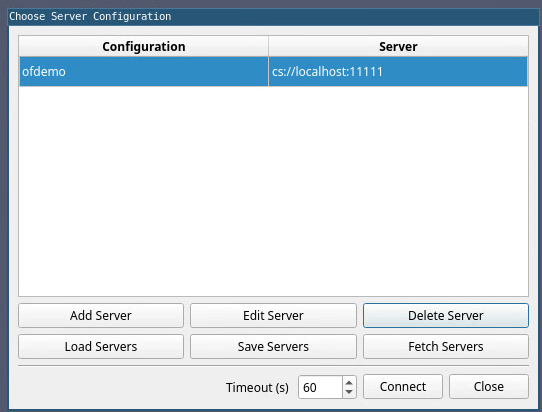 Choose Server Configuration
Configuration Server
ofdemo cs://localhost:11111
Add Server Edit Server Delete Server
Load Servers Save Servers Fetch Servers
Timeout (s) 60 Connect Close